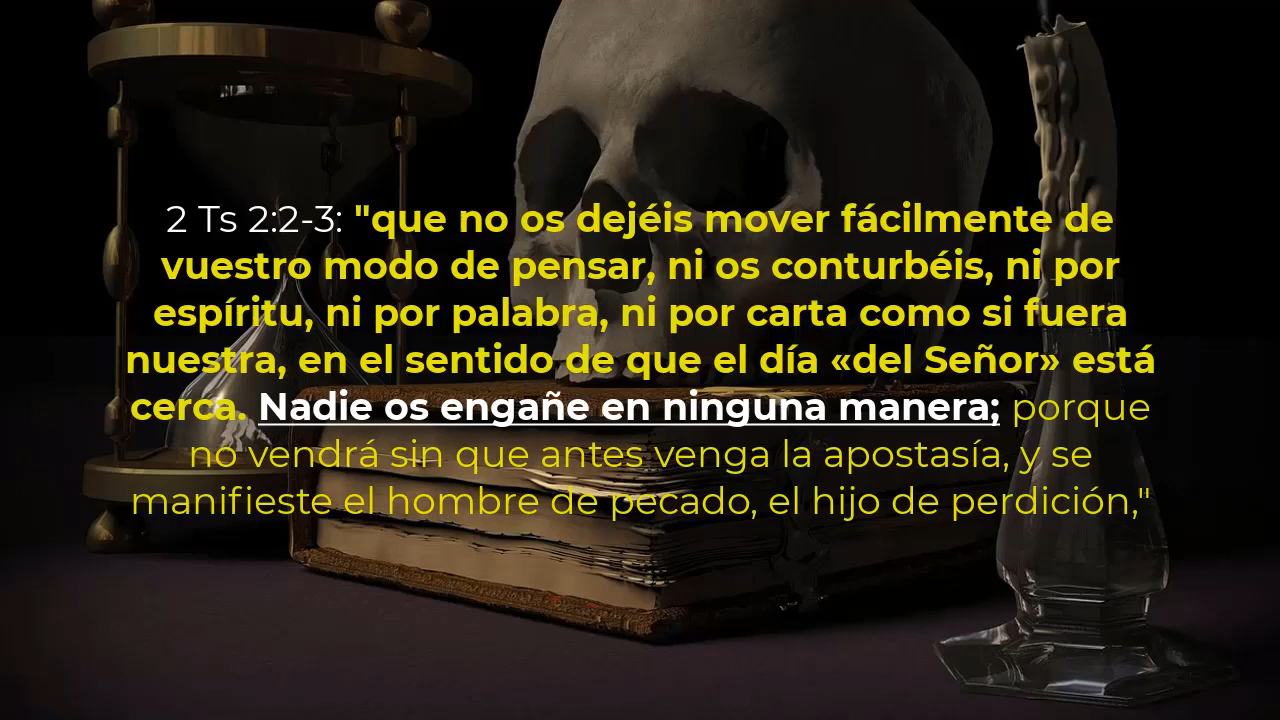 2 Ts 2:2-3: "que no os dejéis mover fácilmente de
vuestro modo de pensar, ni os conturbéis, ni por
espíritu, ni por palabra, ni por carta como si fuera
nuestra, en el sentido de que el día «del Señor» está
cerca. Nadie os engañe en ninguna manera; porque
no vendrá sin que antes venga la apostasía, y se
manifieste el hombre de pecado, el hijo de perdición,"